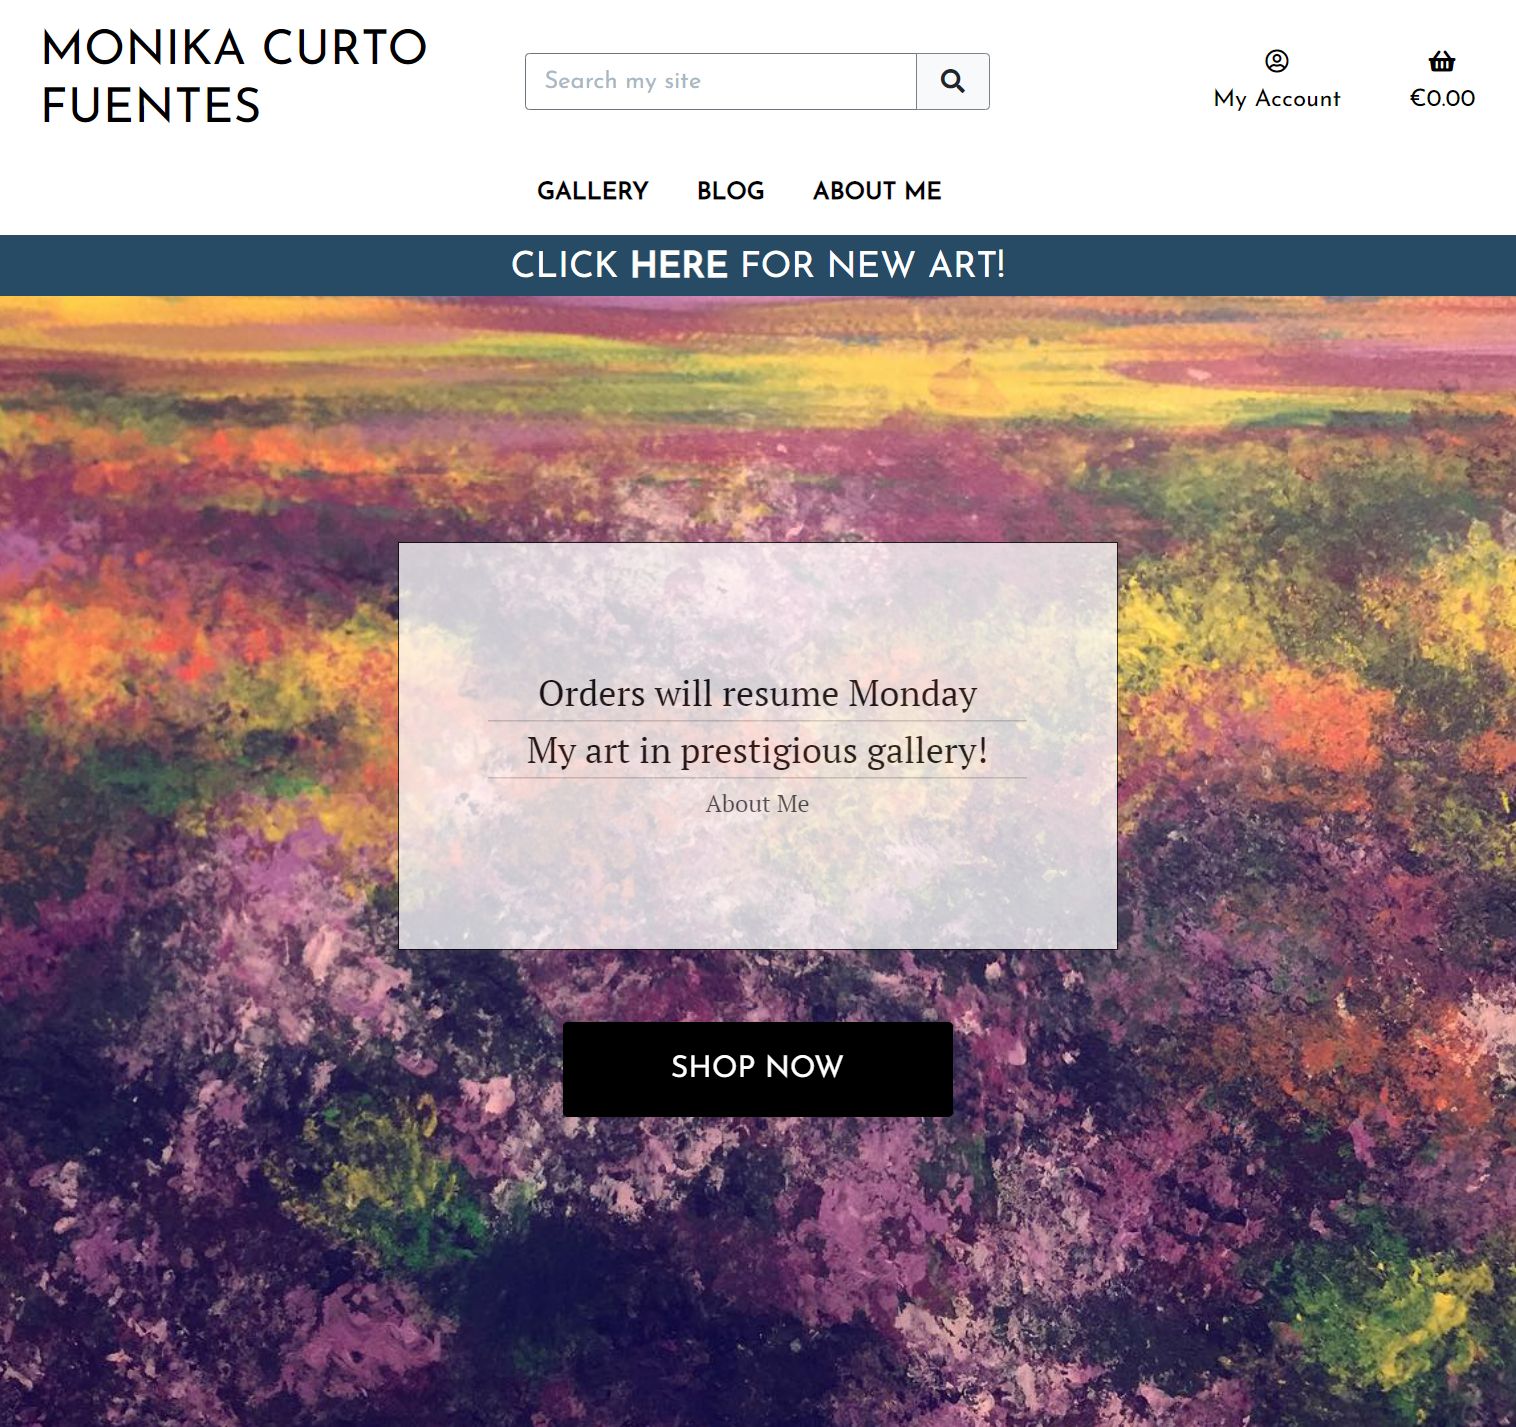 MONIKA CURTO
FUENTES
Search my site
My Account
€0.00
GALLERY BLOG ABOUT ME
CLICK HERE FOR NEW ART!
Orders will resume Monday
My art in prestigious gallery!
About Me
SHOP NOW